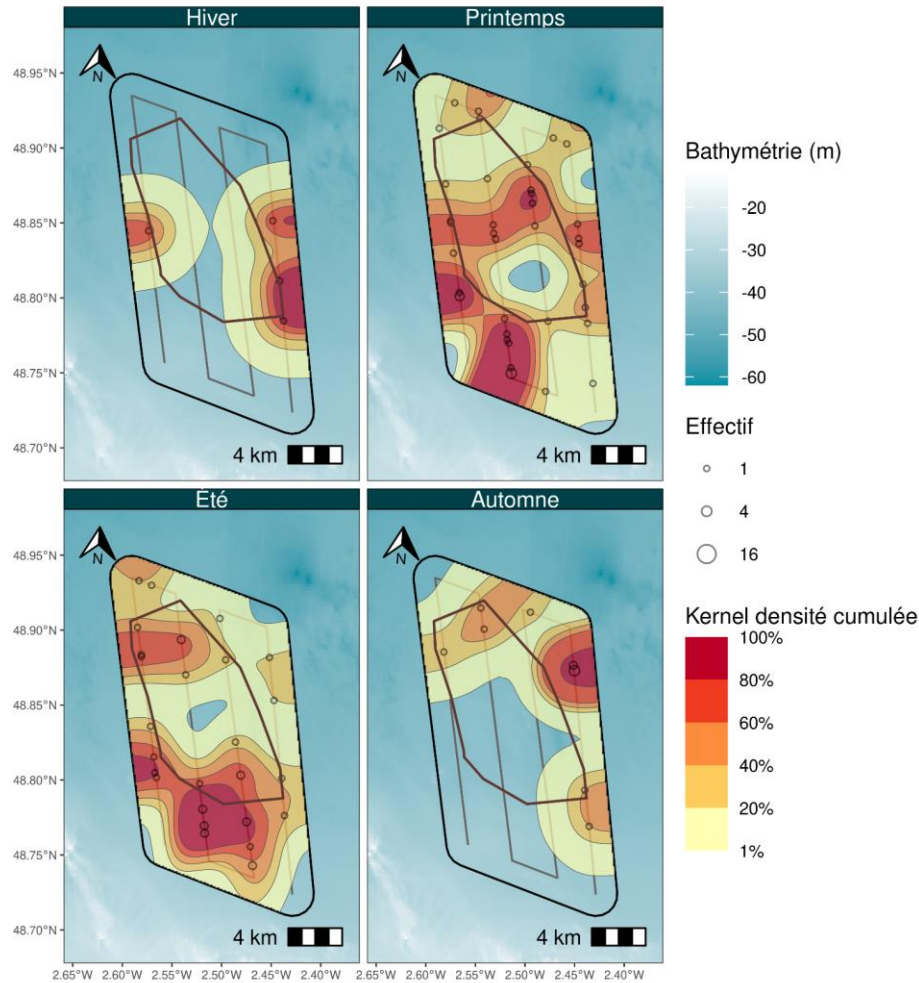 Hiver
Printemps
N
N
48.95°N
48.90°N
48.85°N
48.80°N
48.75°N
48.70°N
4 km
4 km
Été
Automne
N
N
48.95°N
48.90°N
48.85°N
48.80°N
48.75°N
48.70°N
4 km
4 km
2.65°W 2.60°W 2.55°W 2.50°W 2.45°W 2.40°W
2.65°W 2.60°W 2.55°W 2.50°W 2.45°W 2.40°W
Bathymétrie (m)
-20
-30
-40
-50
-60
Effectif
1
4
16
Kernel densité cumulée
100%
80%
60%
40%
20%
1%